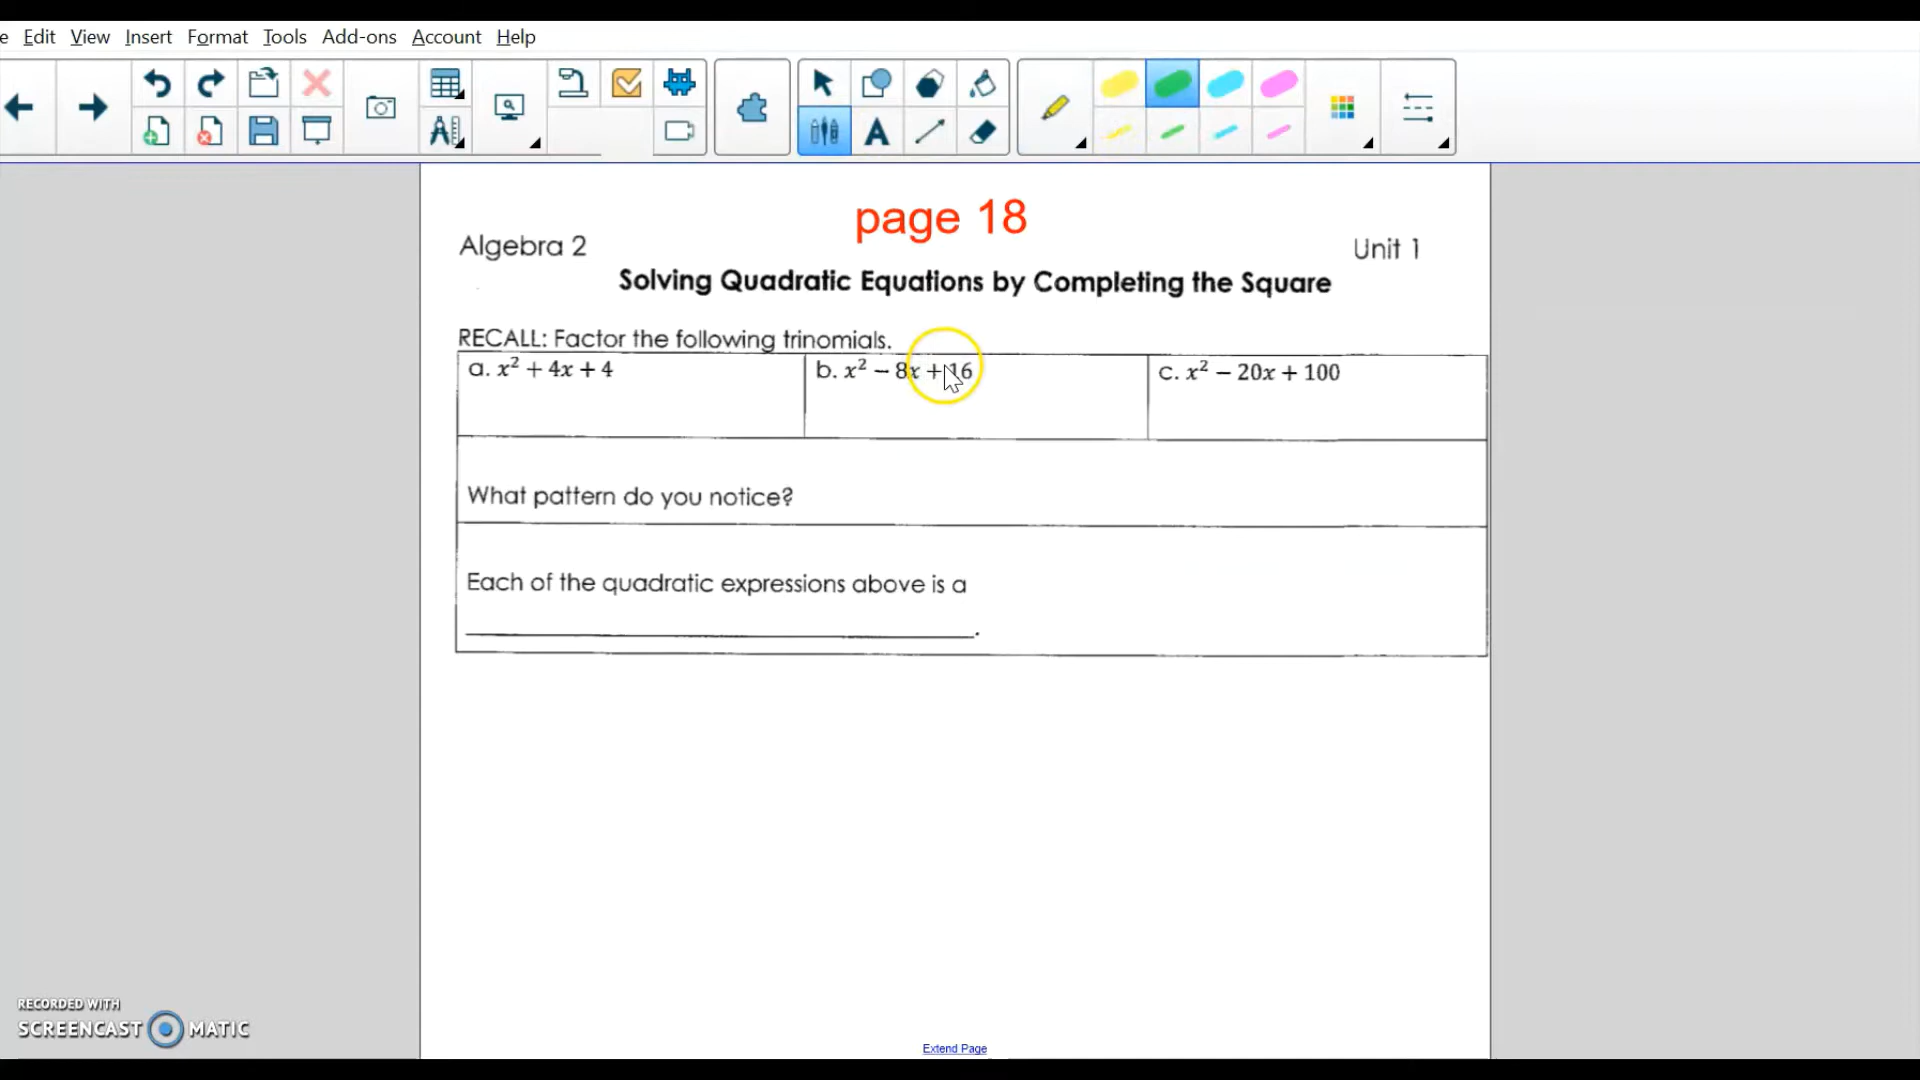 e Edit View Insert Format Tools Add-ons Account Help
page 18
Algebra 2
Unit 1
Solving Quadratic Equations by Completing the Square
RECALL: Factor the following trinomials.
a. x² + 4x + 4
b. x² − 8x + 16
c. x² − 20x + 100
What pattern do you notice?
Each of the quadratic expressions above is a
____________________.
RECORDED WITH
SCREENCAST MATIC
Extend Page